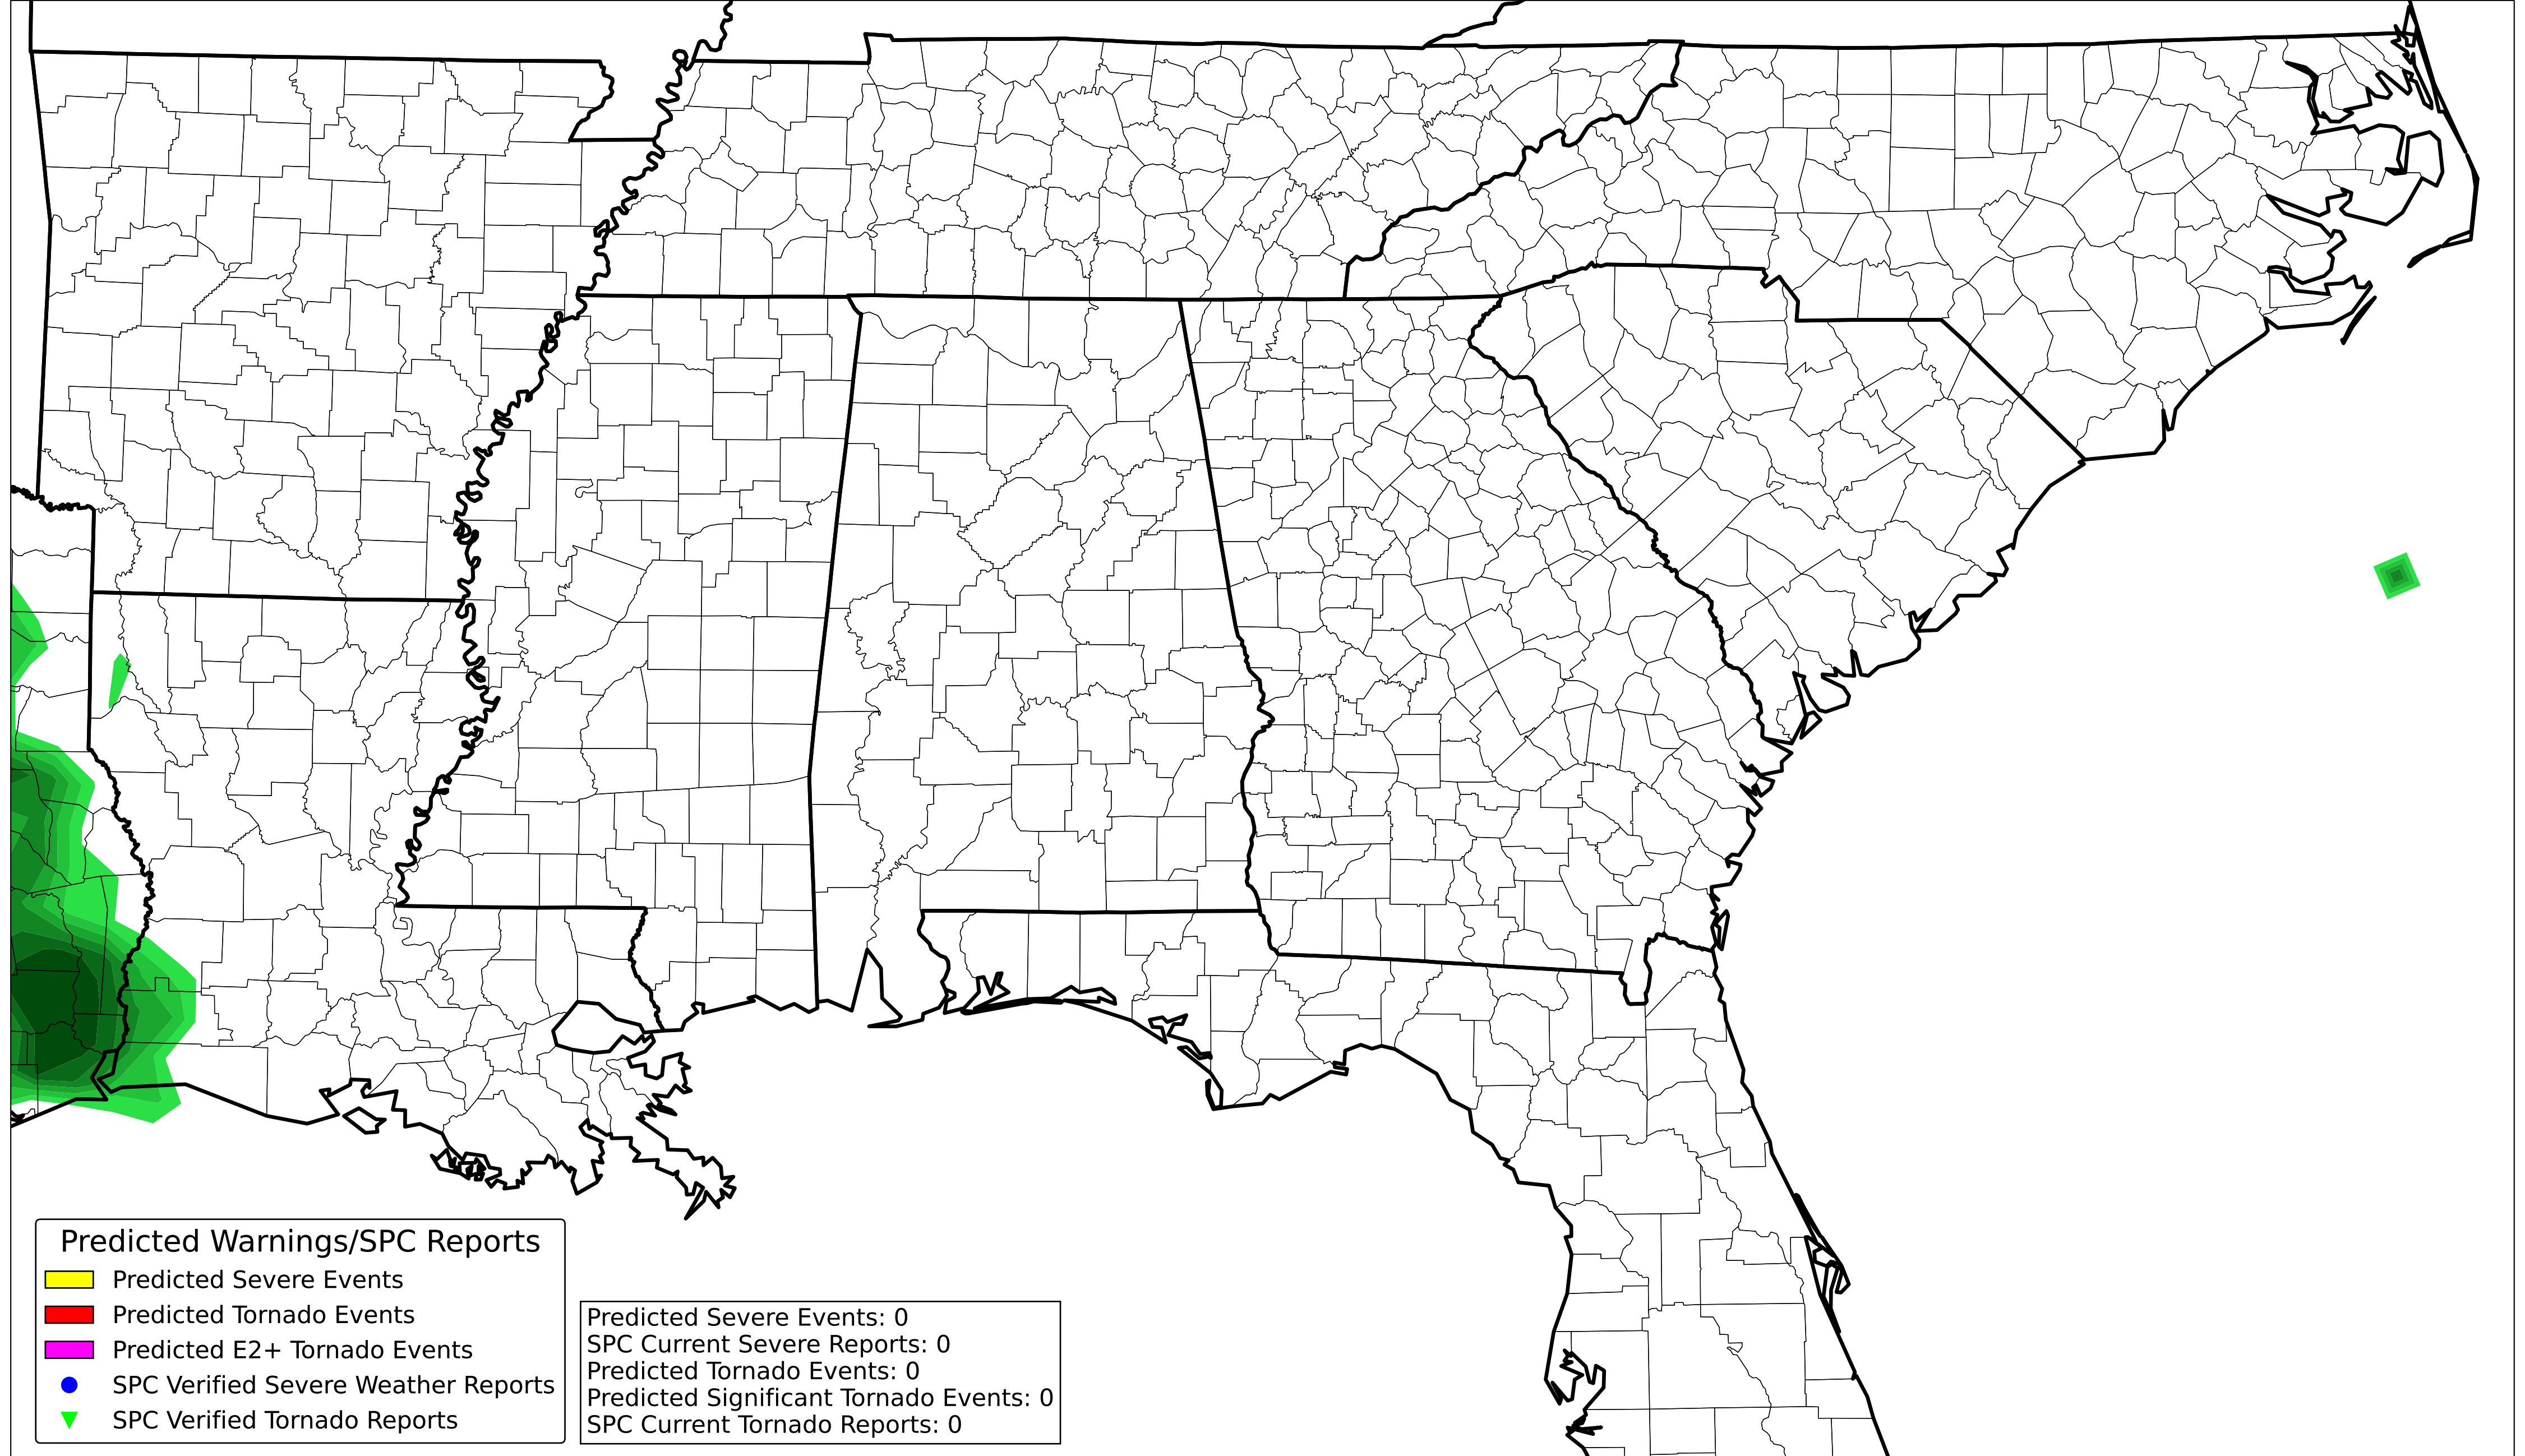 Predicted Warnings/SPC Reports
Predicted Severe Events
Predicted Tornado Events
Predicted E2+ Tornado Events
SPC Verified Severe Weather Reports
SPC Verified Tornado Reports
Predicted Severe Events: 0
SPC Current Severe Reports: 0
Predicted Tornado Events: 0
Predicted Significant Tornado Events: 0
SPC Current Tornado Reports: 0